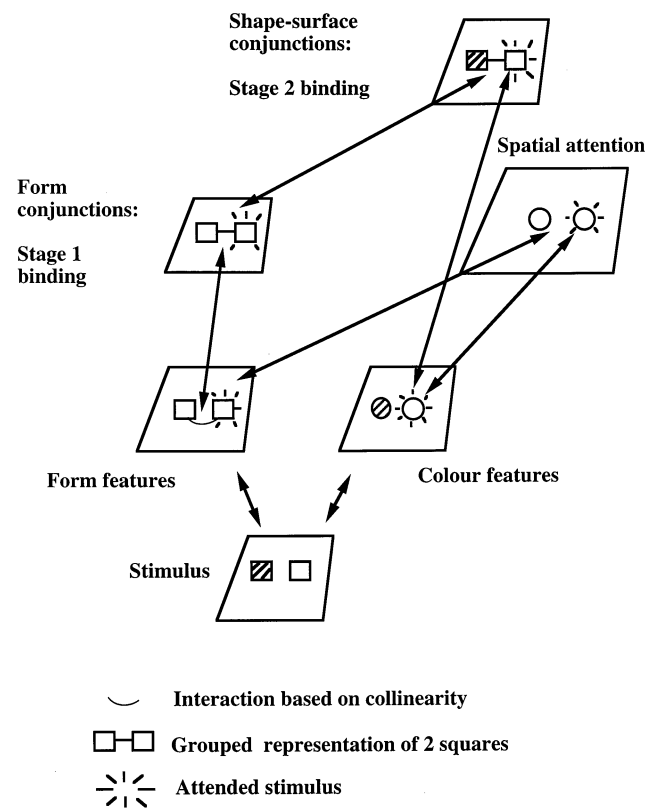 Shape-surface
conjunctions:
Stage 2 binding
Spatial attention
Form
conjunctions:
Stage 1
binding
Form features
Colour features
Stimulus
Interaction based on collinearity
Grouped representation of 2 squares
Attended stimulus